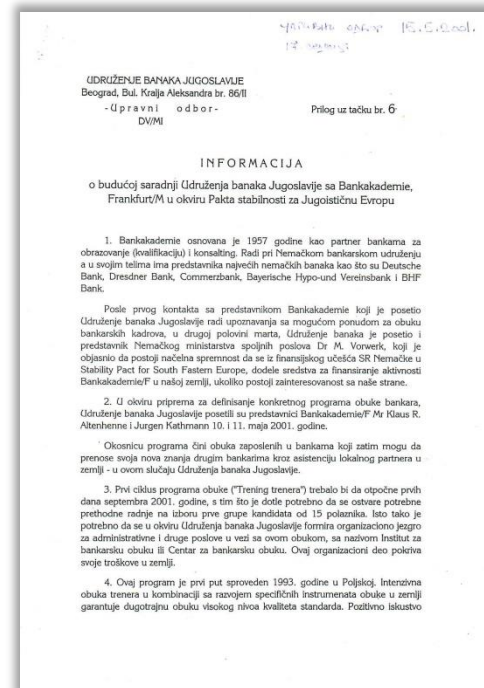 Upravni odbor 15.5.2001.
UDRUŽENJE BANAKA JUGOSLAVIJE
Beograd, Bul. Kralja Aleksandra br. 86/II
-Upravni odbor-
DV/MI
Prilog uz tačku br. 6
INFORMACIJA
o budućoj saradnji Udruženja banaka Jugoslavije sa Bankakademie,
Frankfurt/M u okviru Pakta stabilnosti za Jugoističnu Evropu
1. Bankakademie osnovana je 1957 godine kao partner bankama za
obrazovanje (kvalifikaciju) i konsalting. Radi pri Nemačkom bankarskom udruženju
a u svojim telima ima predstavnika najvećih nemačkih banaka kao što su Deutsche
Bank, Dresdner Bank, Commerzbank, Bayerische Hypo-und Vereinsbank i BHF
Bank.
Posle prvog kontakta sa predstavnikom Bankakademie koji je posetio
Udruženje banaka Jugoslavije radi upoznavanja sa mogućom ponudom za obuku
bankarskih kadrova, u drugoj polovini marta, Udruženje banaka je posetio i
predstavnik Nemačkog ministarstva spoljnih poslova Dr M. Vorwerk, koji je
objasnio da postoji načelna spremnost da se iz finansijskog učešća SR Nemačke u
Stability Pact for South Eastern Europe, dodele sredstva za finansiranje aktivnosti
Bankakademie/F u našoj zemlji, ukoliko postoji zainteresovanost sa naše strane.
2. U okviru priprema za definisanje konkretnog programa obuke bankara,
Udruženje banaka Jugoslavije posetili su predstavnici Bankakademie/F Mr Klaus R.
Altenhenne i Jurgen Kathmann 10. i 11. maja 2001. godine.
Okosnicu programa čini obuka zaposlenih u bankama koji zatim mogu da
prenose svoja nova znanja drugim bankarima kroz asistenciju lokalnog partnera u
zemlji - u ovom slučaju Udruženja banaka Jugoslavije.
3. Prvi ciklus programa obuke ("Trening trenera") trebalo bi da otpočne prvih
dana septembra 2001. godine, s tim što je dotle potrebno da se ostvare potrebne
prethodne radnje na izboru prve grupe kandidata od 15 polaznika. Isto tako je
potrebno da se u okviru Udruženja banaka Jugoslavije formira organizaciono jezgro
za administrativne i druge poslove u vezi sa ovom obukom, sa nazivom Institut za
bankarsku obuku ili Centar za bankarsku obuku. Ovaj organizacioni deo pokriva
svoje troškove u zemlji.
4. Ovaj program je prvi put sproveden 1993. godine u Poljskoj. Intenzivna
obuka trenera u kombinaciji sa razvojem specifičnih instrumenata obuke u zemlji
garantuje dugotrajnu obuku visokog nivoa kvaliteta standarda. Pozitivno iskustvo